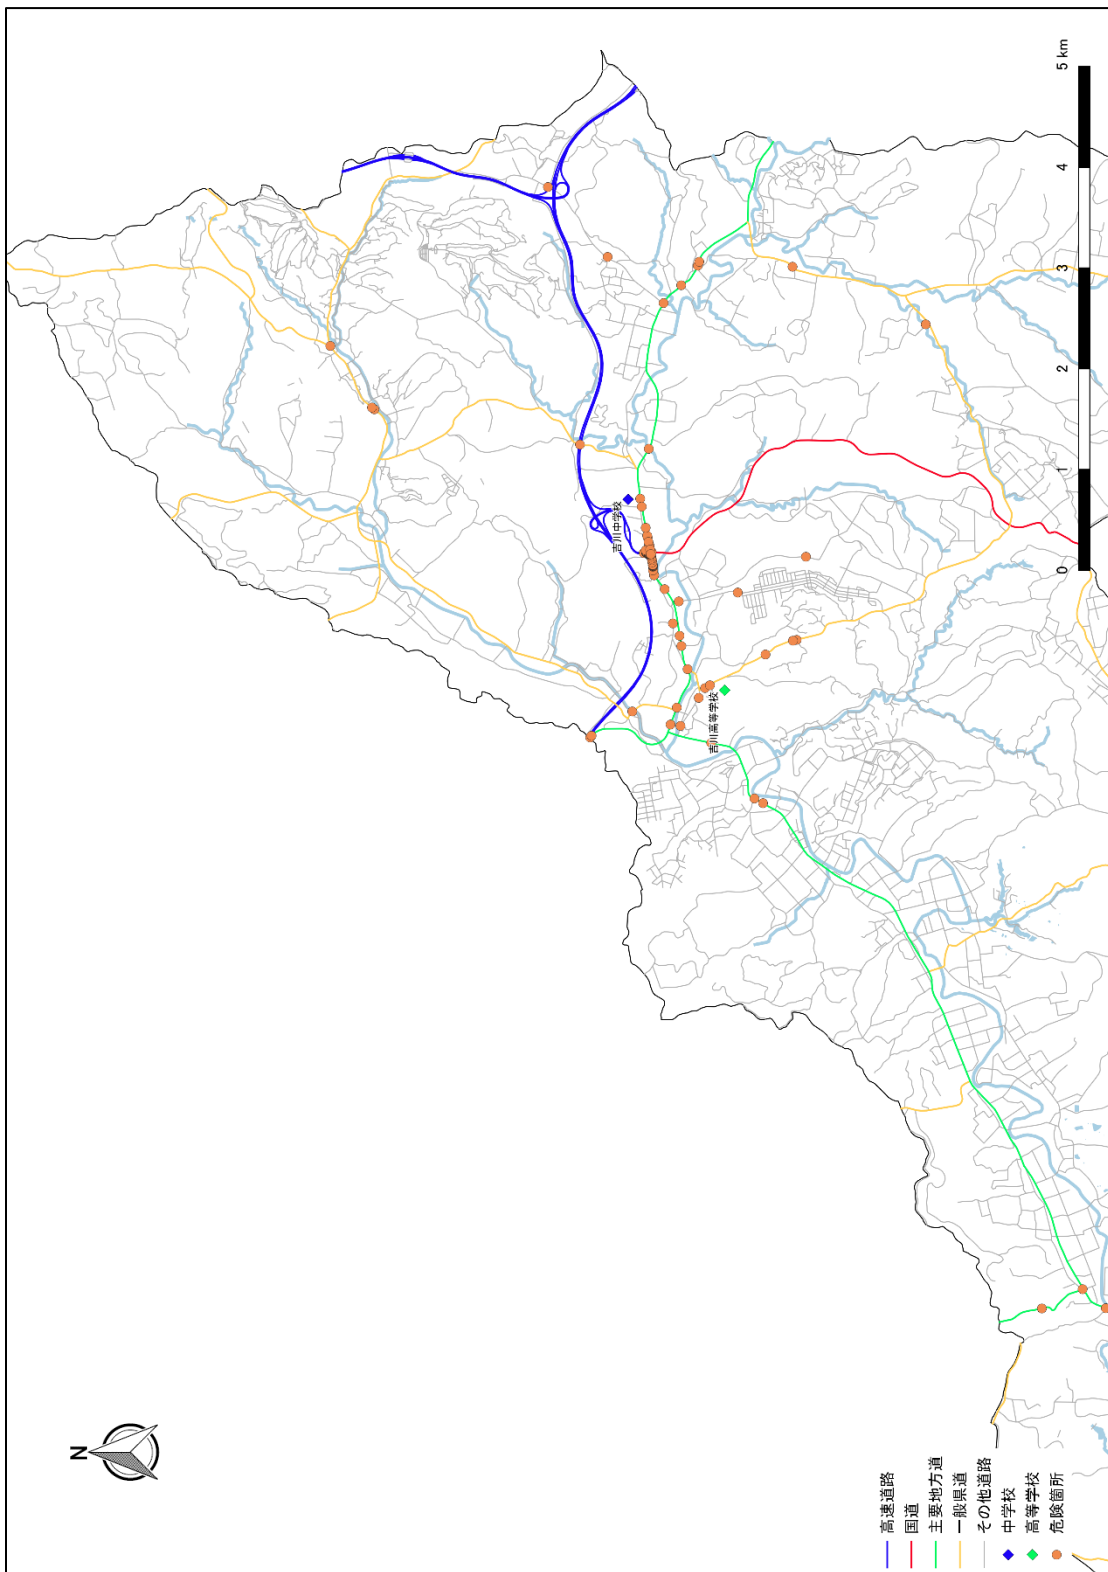 N
吉川中学校
吉川高等学校
0 1 2 3 4 5 km
高速道路
国道
主要地方道
一般県道
その他道路
中学校
高等学校
危険箇所